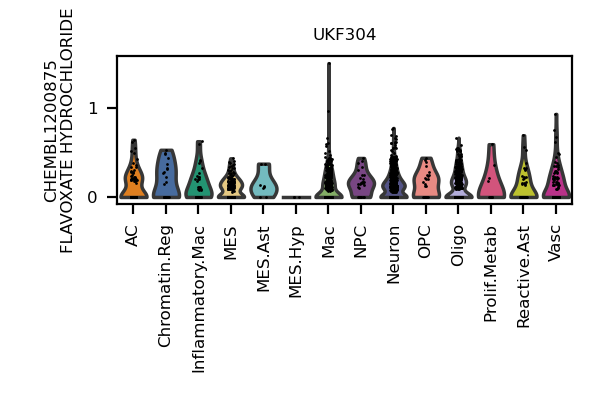 UKF304
CHEMBL1200875
FLAVOXATE HYDROCHLORIDE
1
0
AC
Chromatin.Reg
Inflammatory.Mac
MES
MES.Ast
MES.Hyp
Mac
NPC
Neuron
OPC
Oligo
Prolif.Metab
Reactive.Ast
Vasc